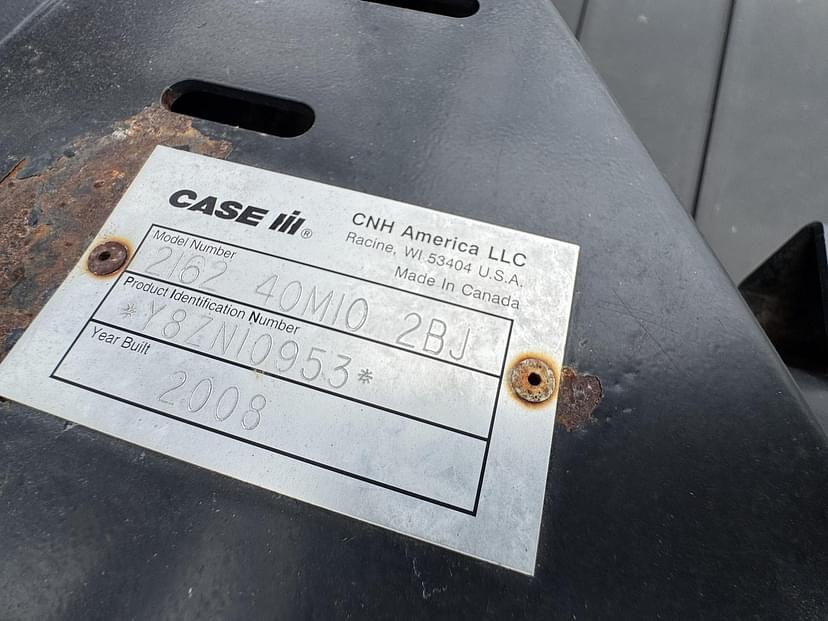 CASE IH®
CNH America LLC
Racine, WI 53404 U.S.A.
Made In Canada
Model Number
2162 40M10 2BJ
Product Identification Number
*Y8ZN10953*
Year Built
2008